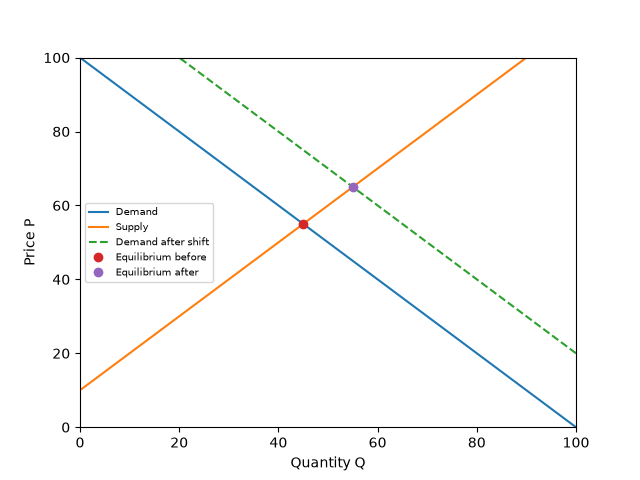 100
80
60
40
20
0
Price P
Demand
Supply
Demand after shift
Equilibrium before
Equilibrium after
0 20 40 60 80 100
Quantity Q